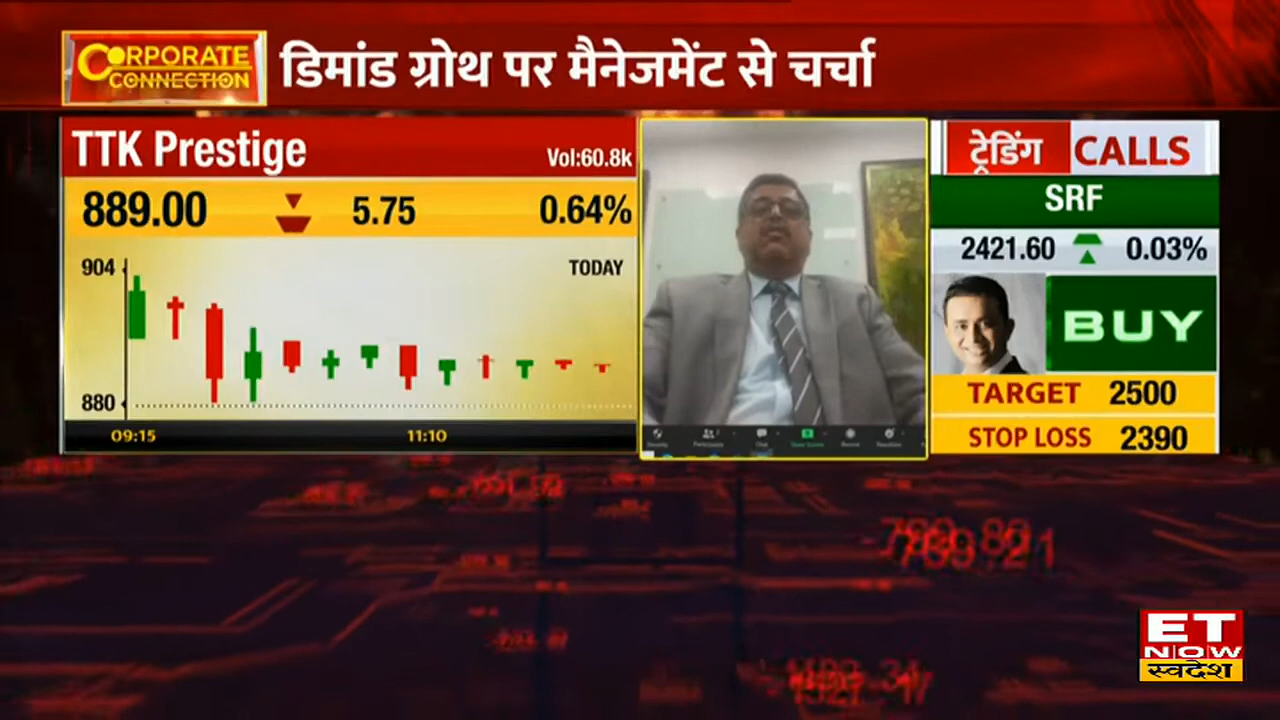 CORPORATE
CONNECTION
डिमांड ग्रोथ पर मैनेजमेंट से चर्चा
TTK Prestige
Vol:60.8k
889.00 5.75 0.64%
904
TODAY
880
09:15 11:10
ट्रेडिंग CALLS
SRF
2421.60 0.03%
BUY
TARGET 2500
STOP LOSS 2390
ET
NOW
स्वदेश